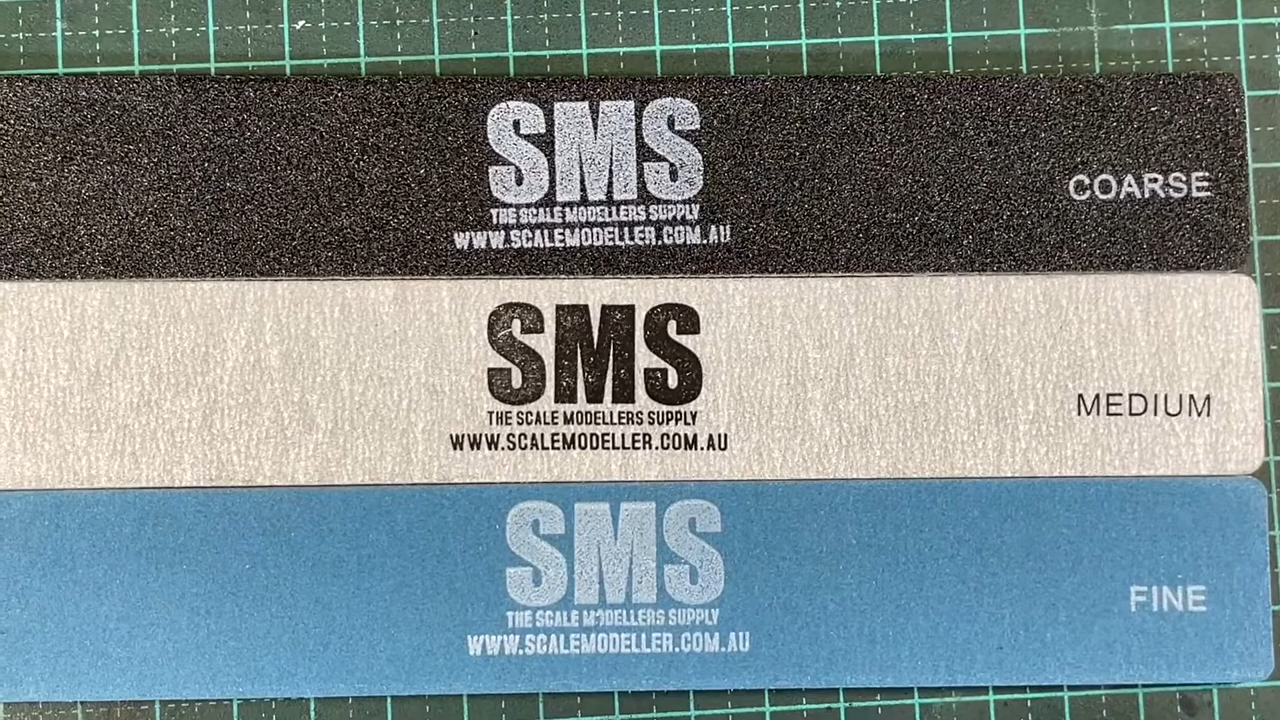 SMS
THE SCALE MODELLERS SUPPLY
WWW.SCALEMODELLER.COM.AU
COARSE
SMS
THE SCALE MODELLERS SUPPLY
WWW.SCALEMODELLER.COM.AU
MEDIUM
SMS
THE SCALE MODELLERS SUPPLY
WWW.SCALEMODELLER.COM.AU
FINE